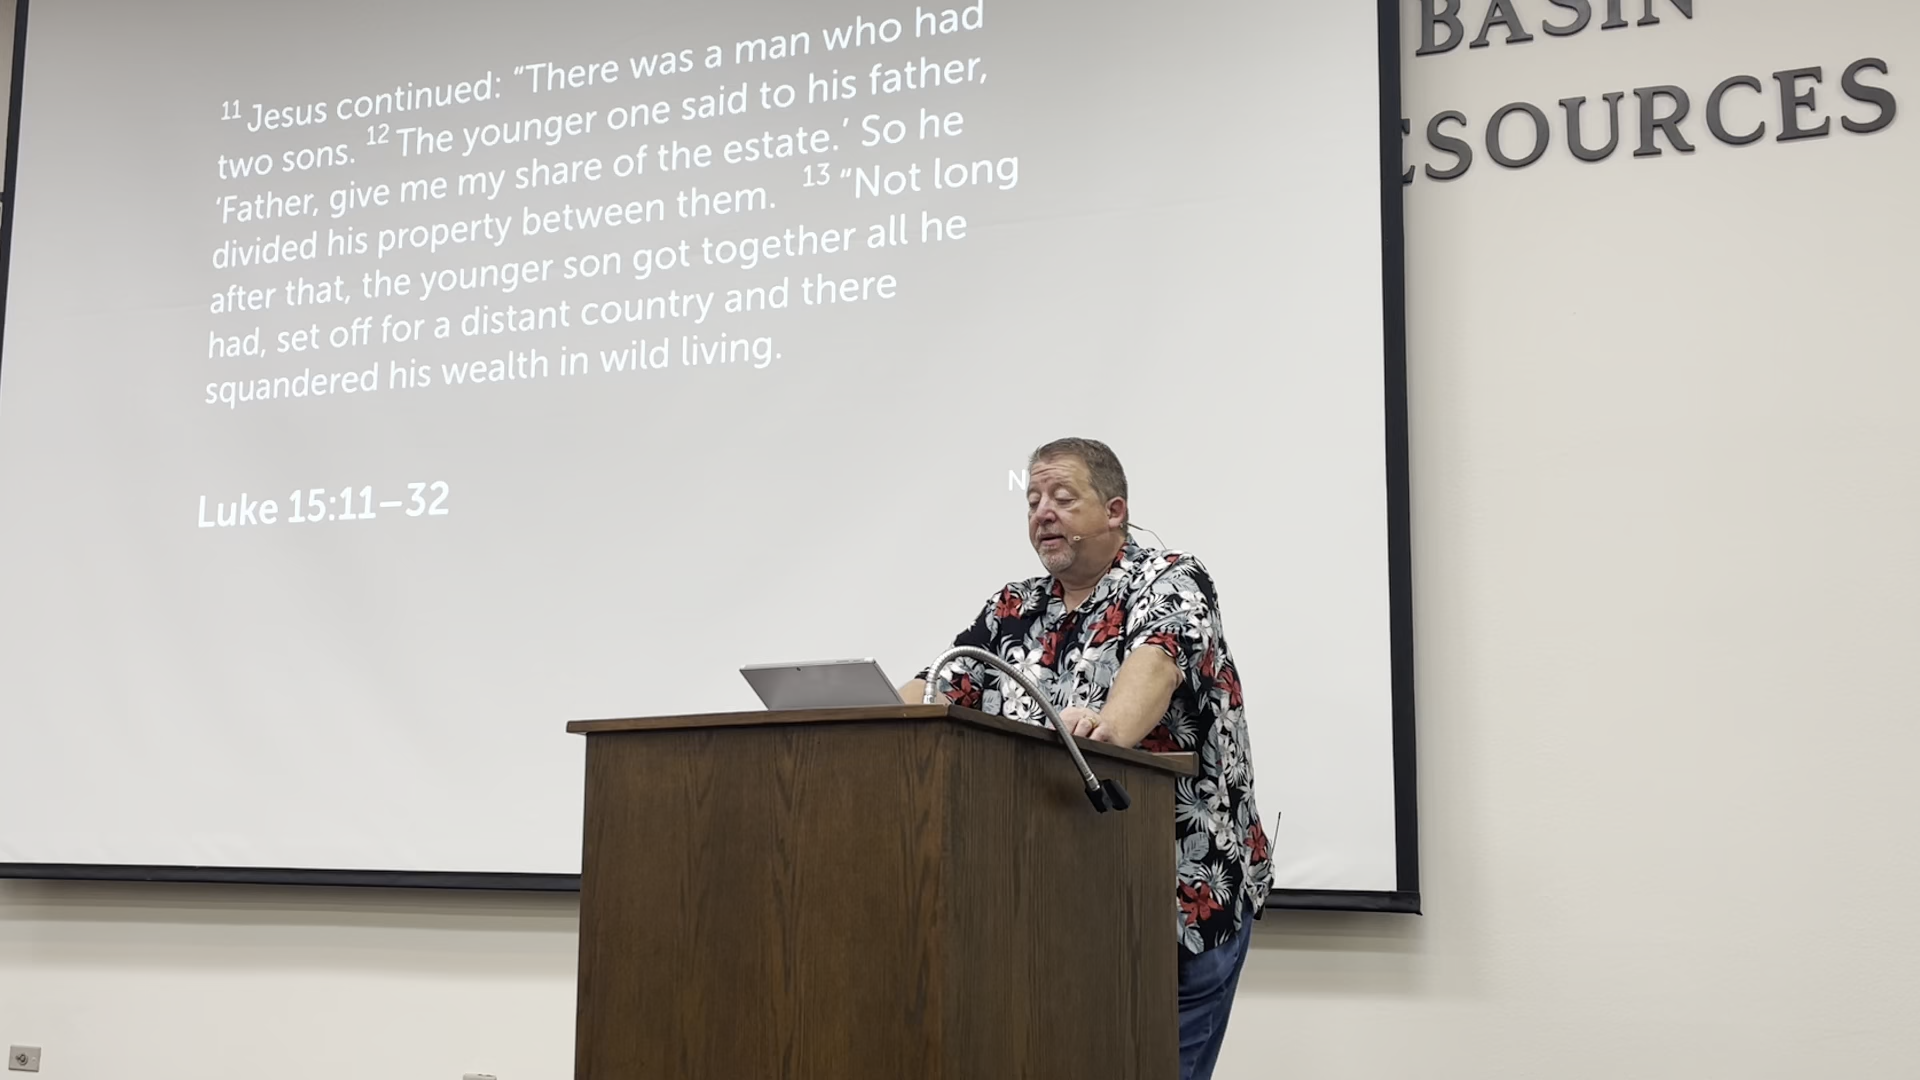 11 Jesus continued: “There was a man who had
two sons. 12 The younger one said to his father,
‘Father, give me my share of the estate.’ So he
divided his property between them. 13 “Not long
after that, the younger son got together all he
had, set off for a distant country and there
squandered his wealth in wild living.
Luke 15:11–32
BASIN
ESOURCES